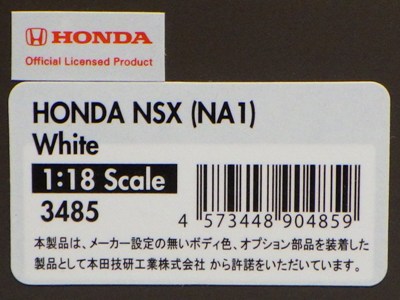 HONDA
Official Licensed Product
HONDA NSX (NA1)
White
1:18 Scale
3485
4 573448 904859
本製品は、メーカー設定の無いボディ色、オプション部品を装着した
製品として本田技研工業株式会社 から許諾をいただいています。